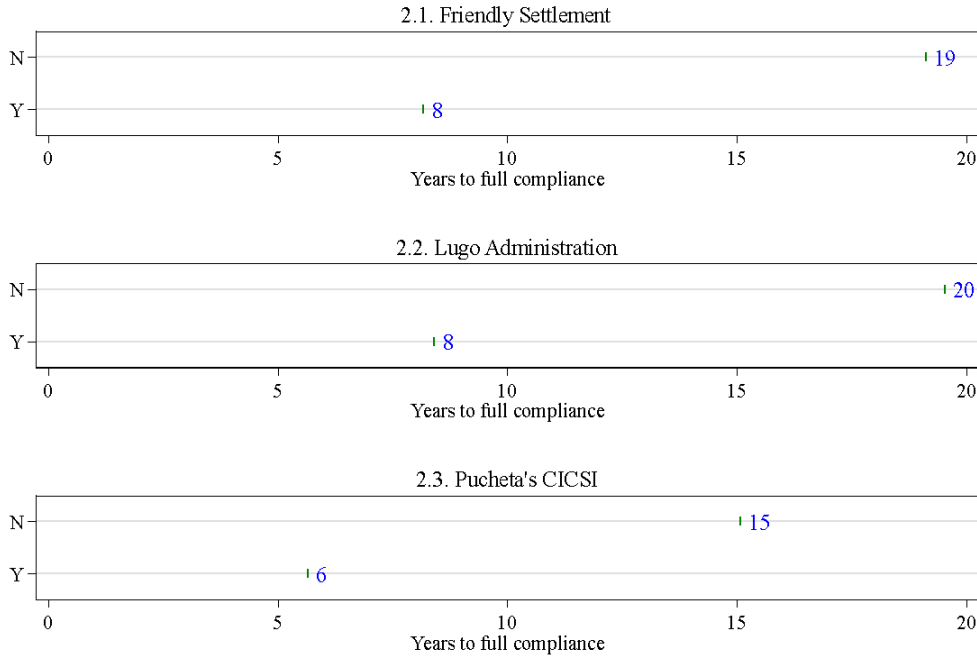 2.1. Friendly Settlement
N 19
Y 8
0 5 10 15 20
Years to full compliance
2.2. Lugo Administration
N 20
Y 8
0 5 10 15 20
Years to full compliance
2.3. Pucheta's CICSI
N 15
Y 6
0 5 10 15 20
Years to full compliance